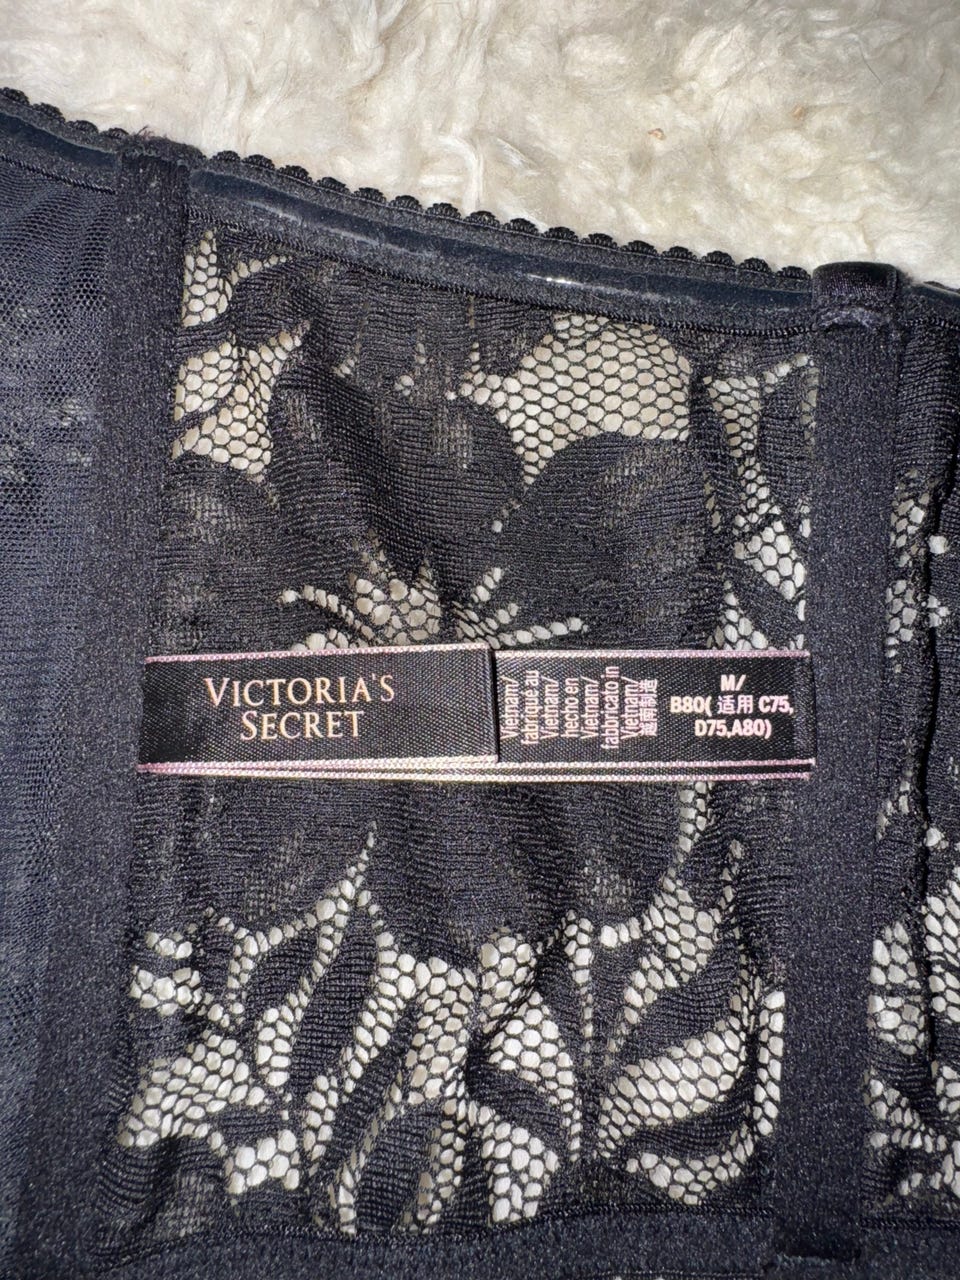 VICTORIA'S
SECRET
Vietnam/
fabriqué au
Vietnam/
hecho en
Vietnam/
fabbricato in
Vietnam/
越南制造
M/
B80( 适用 C75,
D75,A80)